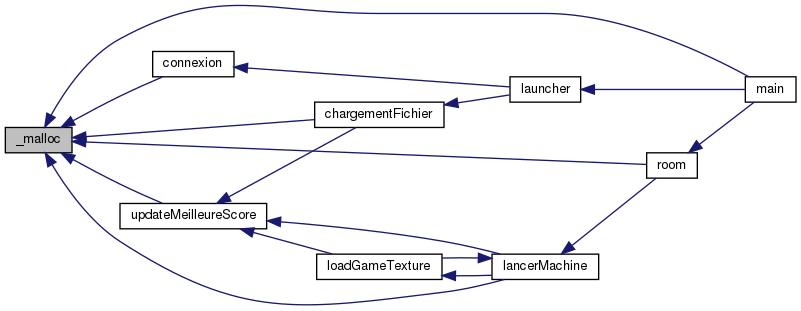 connexion
launcher
main
chargementFichier
_malloc
room
updateMeilleureScore
loadGameTexture
lancerMachine